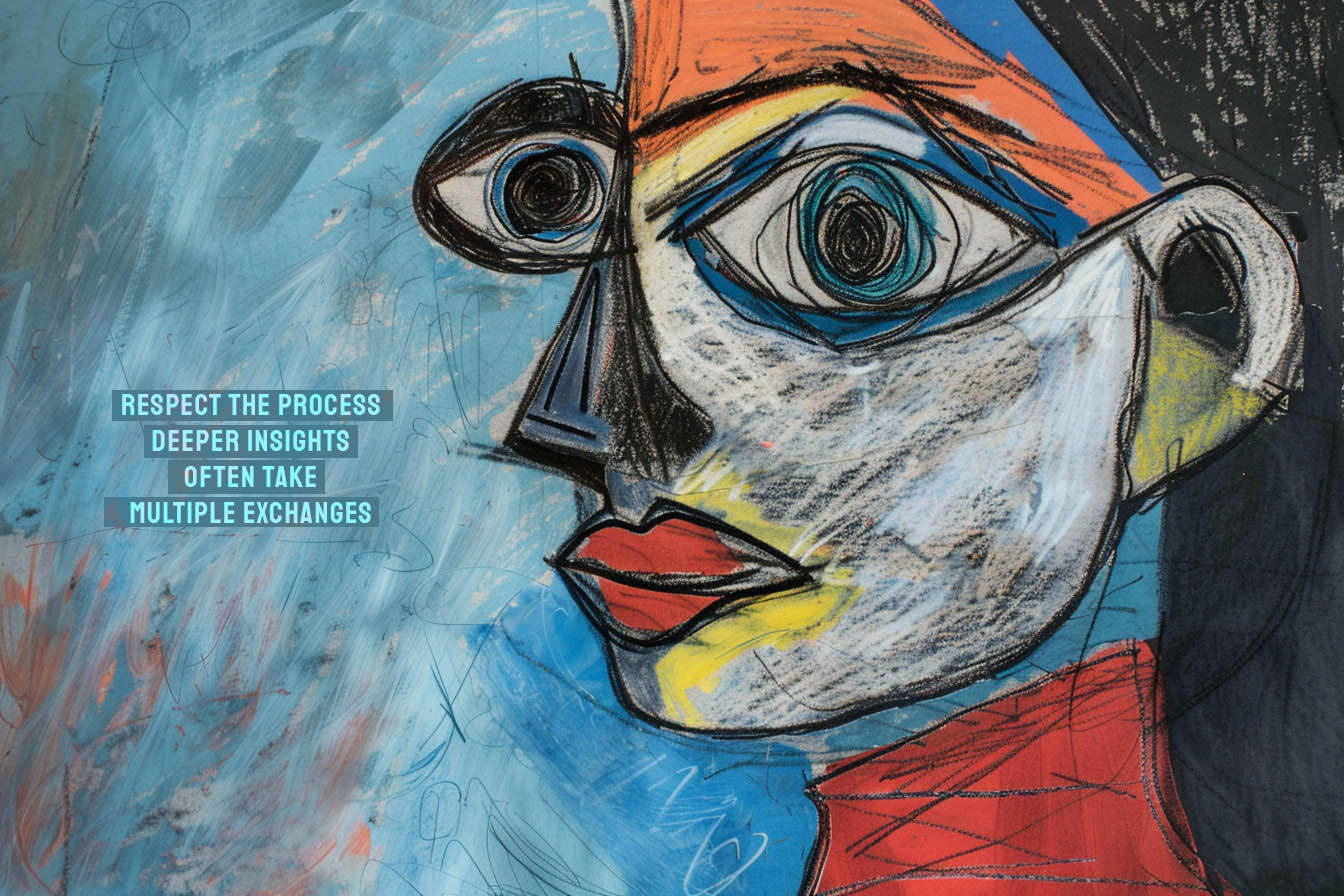 RESPECT THE PROCESS
DEEPER INSIGHTS
OFTEN TAKE
MULTIPLE EXCHANGES